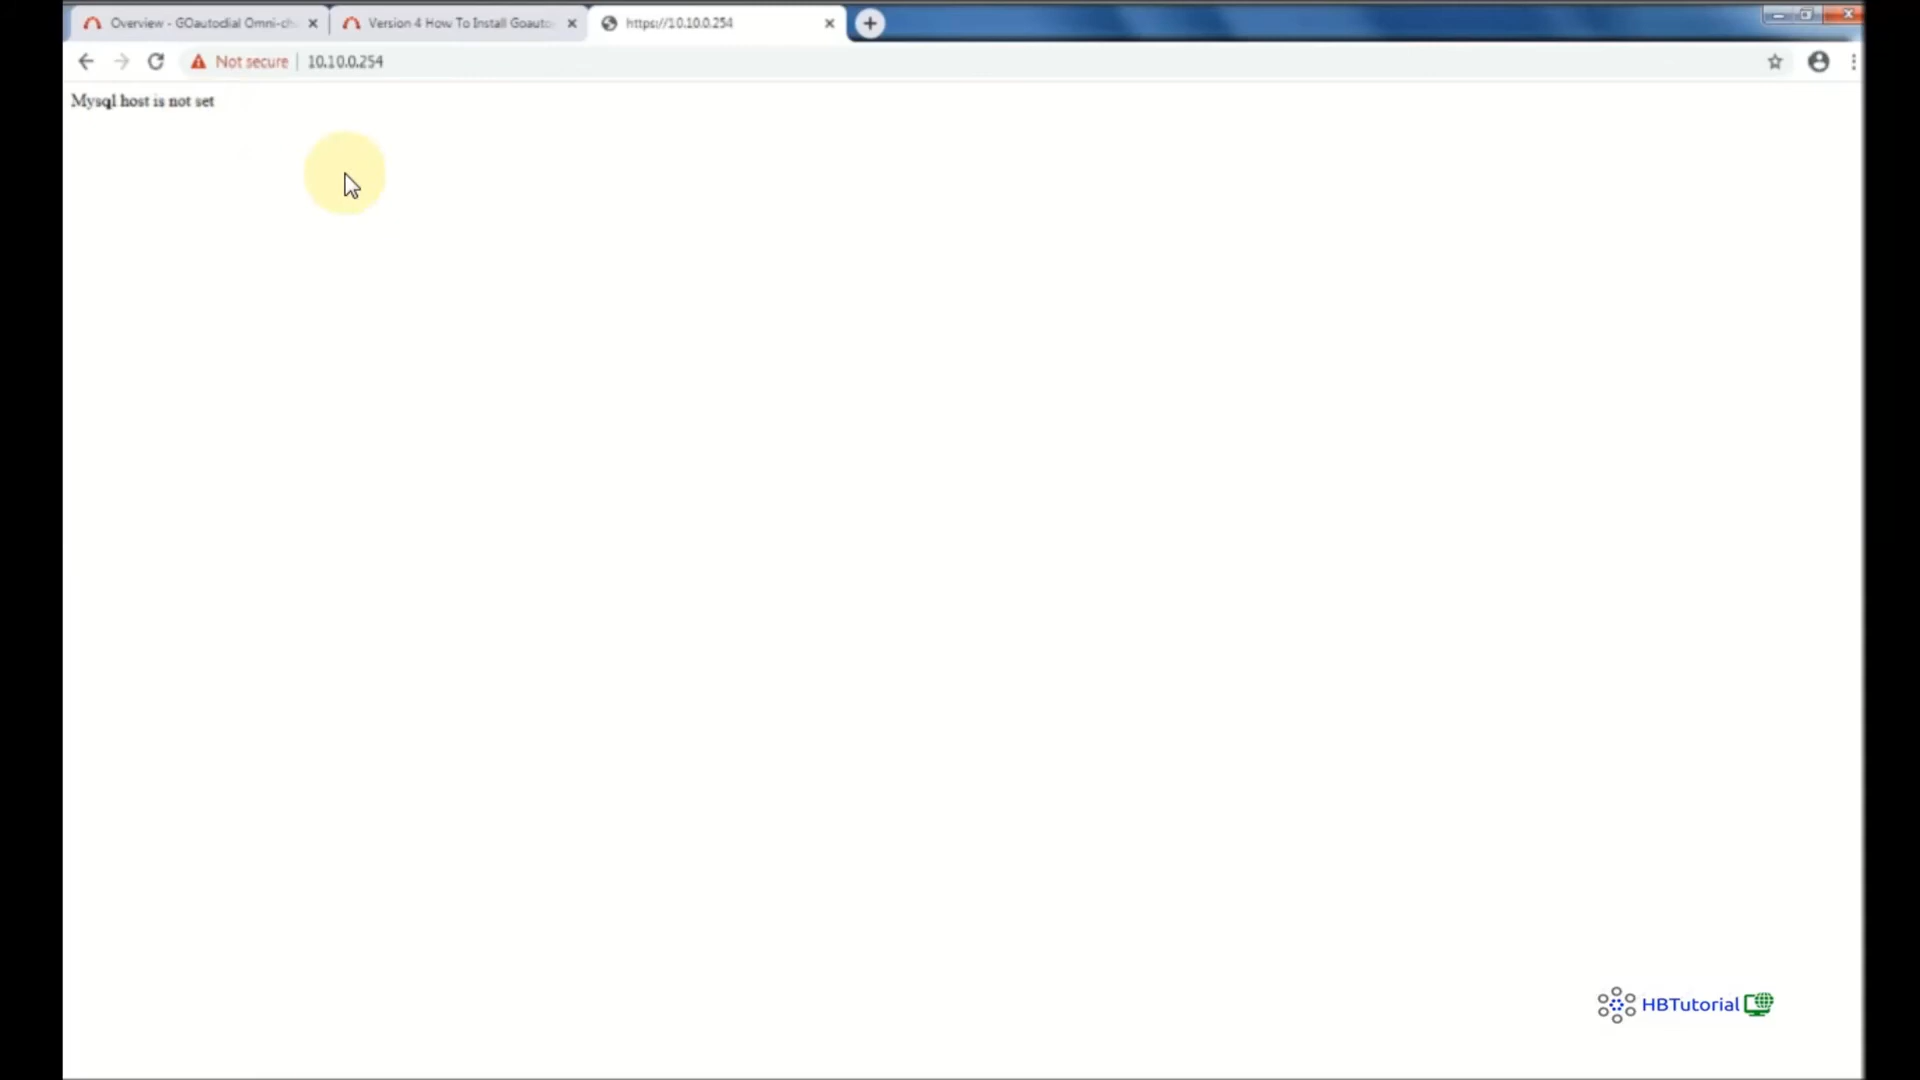 Overview - GOautodial Omni-ch
Version 4 How To Install Goauto
https://10.10.0.254
Not secure
10.10.0.254
Mysql host is not set
HBTutorial